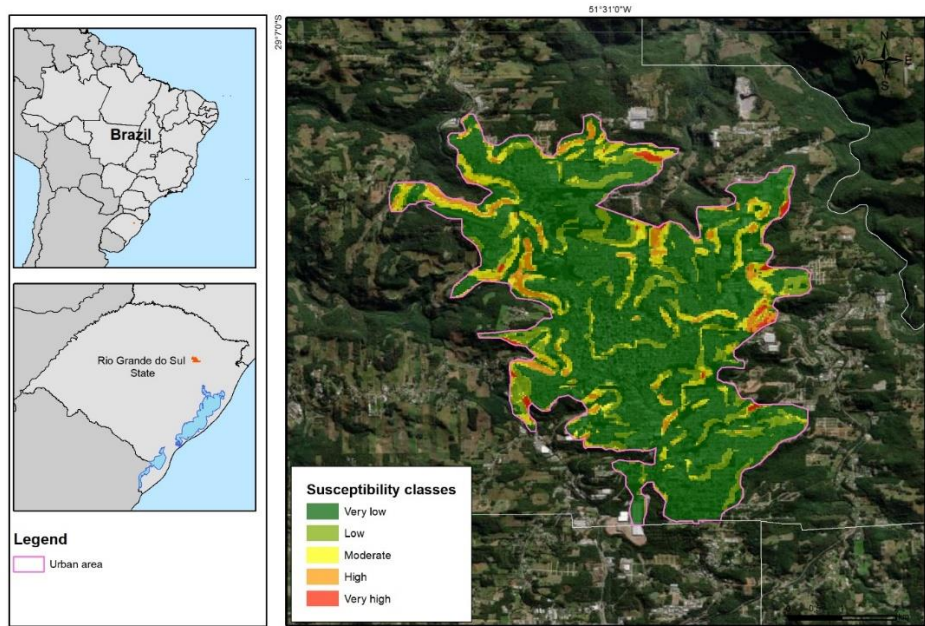 Brazil
Rio Grande do Sul
State
Legend
Urban area
51°31'0"W
29°7'0"S
N
W E
S
Susceptibility classes
Very low
Low
Moderate
High
Very high